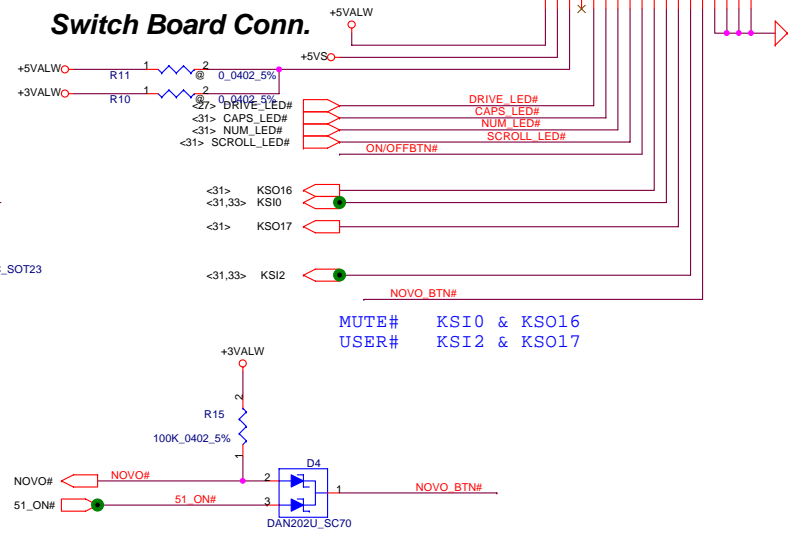 Switch Board Conn.
+5VALW
+5VS
+5VALW
R11
1
2
@
0_0402_5%
+3VALW
R10
1
2
@
0_0402_5%
<27> DRIVE_LED#
DRIVE_LED#
<31> CAPS_LED#
CAPS_LED#
<31> NUM_LED#
NUM_LED#
<31> SCROLL_LED#
SCROLL_LED#
ON/OFFBTN#
<31> KSO16
<31,33> KSI0
<31> KSO17
_SOT23
<31,33> KSI2
NOVO_BTN#
MUTE# KSI0 & KSO16
USER# KSI2 & KSO17
+3VALW
2
R15
100K_0402_5%
1
D4
NOVO#
NOVO#
2
1
NOVO_BTN#
51_ON#
51_ON#
3
DAN202U_SC70